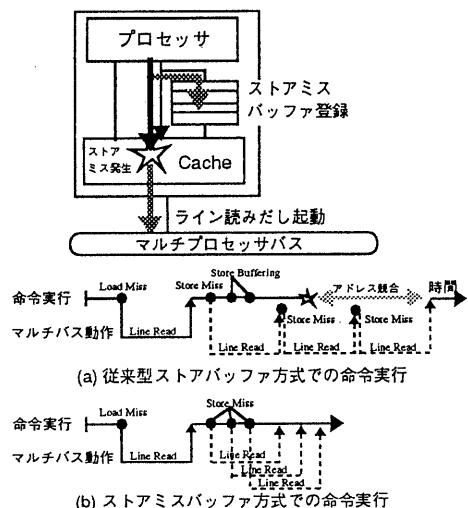 プロセッサ
ストアミス
バッファ登録
ストア
ミス発生
Cache
ライン読みだし起動
マルチプロセッサバス
Store Buffering
Load Miss
Store Miss
アドレス競合
時間
命令実行
Store Miss
Store Miss
マルチバス動作
Line Read
Line Read
Line Read
Line Read
(a) 従来型ストアバッファ方式での命令実行
Store Miss
Load Miss
命令実行
マルチバス動作
Line Read
Line Read
Line Read
Line Read
(b) ストアミスバッファ方式での命令実行